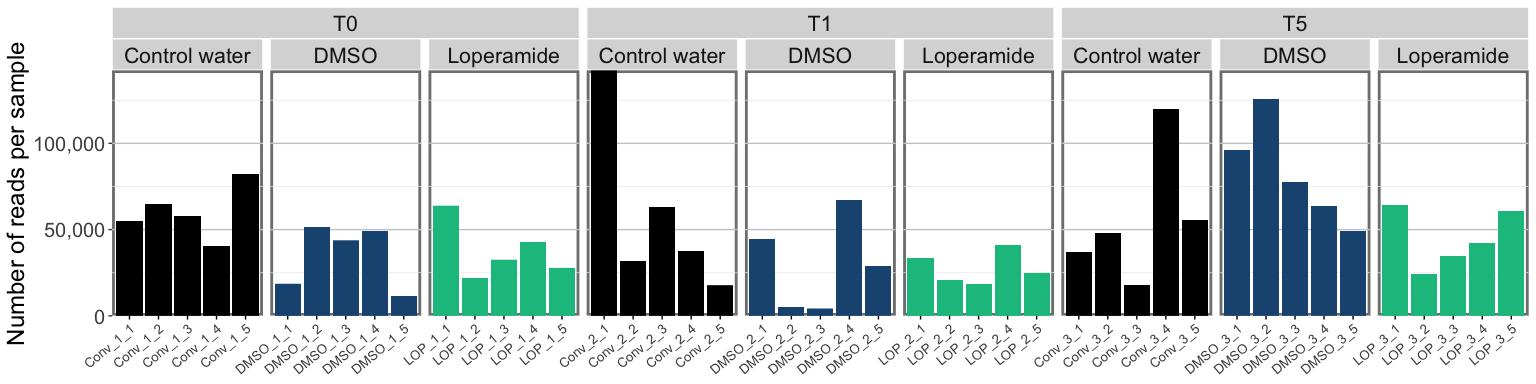 T0 T1 T5
Control water DMSO Loperamide Control water DMSO Loperamide Control water DMSO Loperamide
Number of reads per sample
100,000
50,000
0
Conv_1_1 Conv_1_2 Conv_1_3 Conv_1_4 Conv_1_5 DMSO_1_1 DMSO_1_2 DMSO_1_3 DMSO_1_4 DMSO_1_5 LOP_1_1 LOP_1_2 LOP_1_3 LOP_1_4 LOP_1_5 Conv_2_1 Conv_2_2 Conv_2_3 Conv_2_4 Conv_2_5 DMSO_2_1 DMSO_2_2 DMSO_2_3 DMSO_2_4 DMSO_2_5 LOP_2_1 LOP_2_2 LOP_2_3 LOP_2_4 LOP_2_5 Conv_3_1 Conv_3_2 Conv_3_3 Conv_3_4 Conv_3_5 DMSO_3_1 DMSO_3_2 DMSO_3_3 DMSO_3_4 DMSO_3_5 LOP_3_1 LOP_3_2 LOP_3_3 LOP_3_4 LOP_3_5